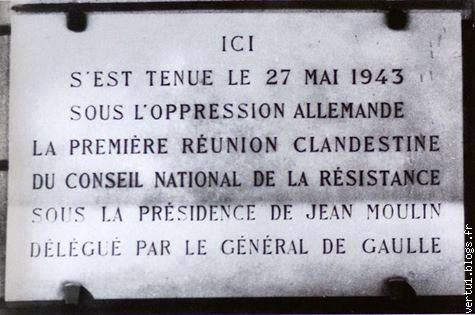 ICI
S'EST TENUE LE 27 MAI 1943
SOUS L'OPPRESSION ALLEMANDE
LA PREMIÈRE RÉUNION CLANDESTINE
DU CONSEIL NATIONAL DE LA RÉSISTANCE
SOUS LA PRÉSIDENCE DE JEAN MOULIN
DÉLÉGUÉ PAR LE GÉNÉRAL DE GAULLE
vertu1.blogs.fr